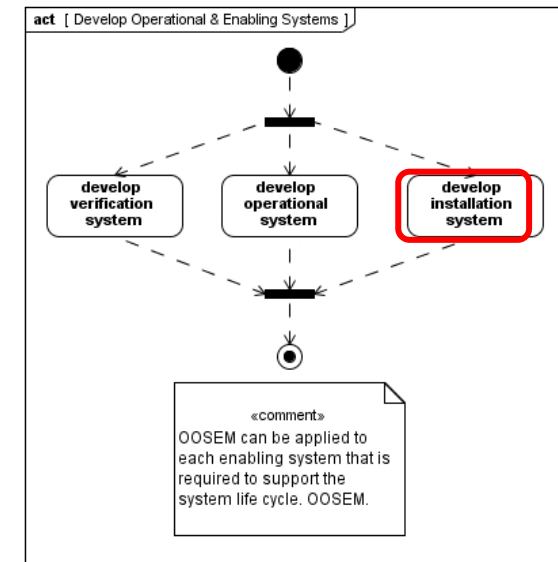 act [ Develop Operational & Enabling Systems ]
develop
verification
system
develop
operational
system
develop
installation
system
«comment»
OOSEM can be applied to
each enabling system that is
required to support the
system life cycle. OOSEM.